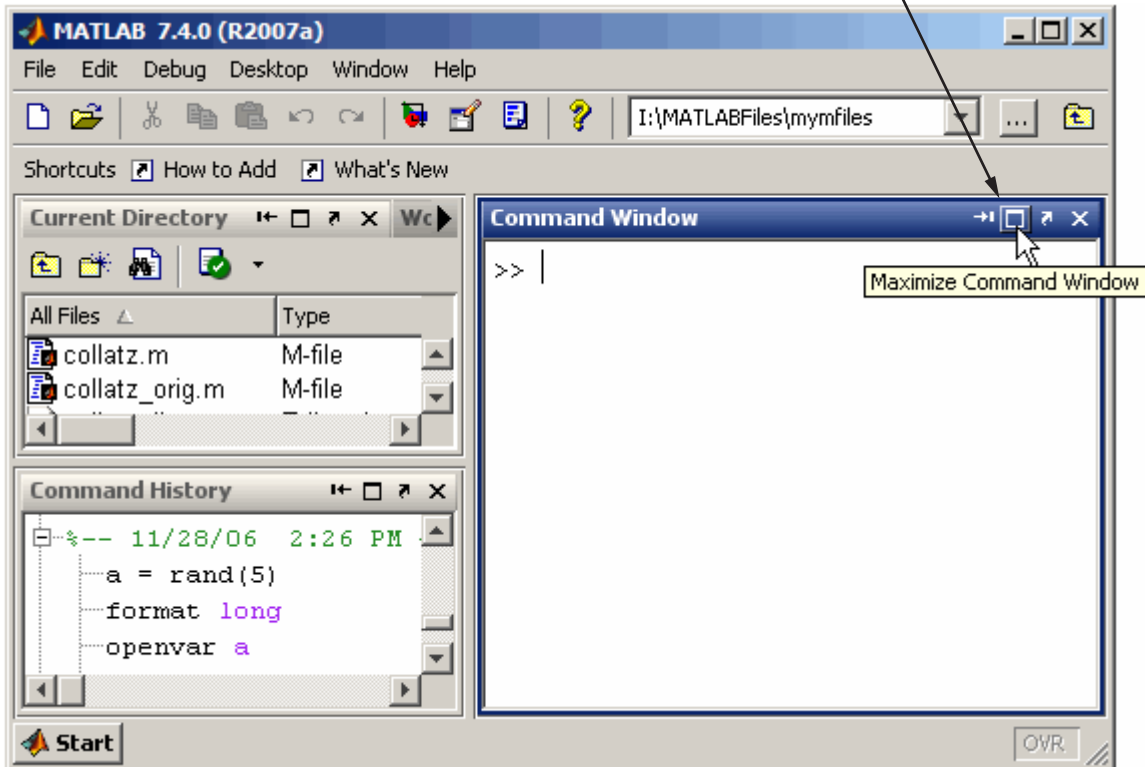 MATLAB 7.4.0 (R2007a)
File Edit Debug Desktop Window Help
I:\MATLABFiles\mymfiles ...
Shortcuts How to Add What's New
Current Directory
Command Window
>>
Maximize Command Window
All Files Type
collatz.m M-file
collatz_orig.m M-file
Command History
%-- 11/28/06 2:26 PM
a = rand(5)
format long
openvar a
Start
OVR